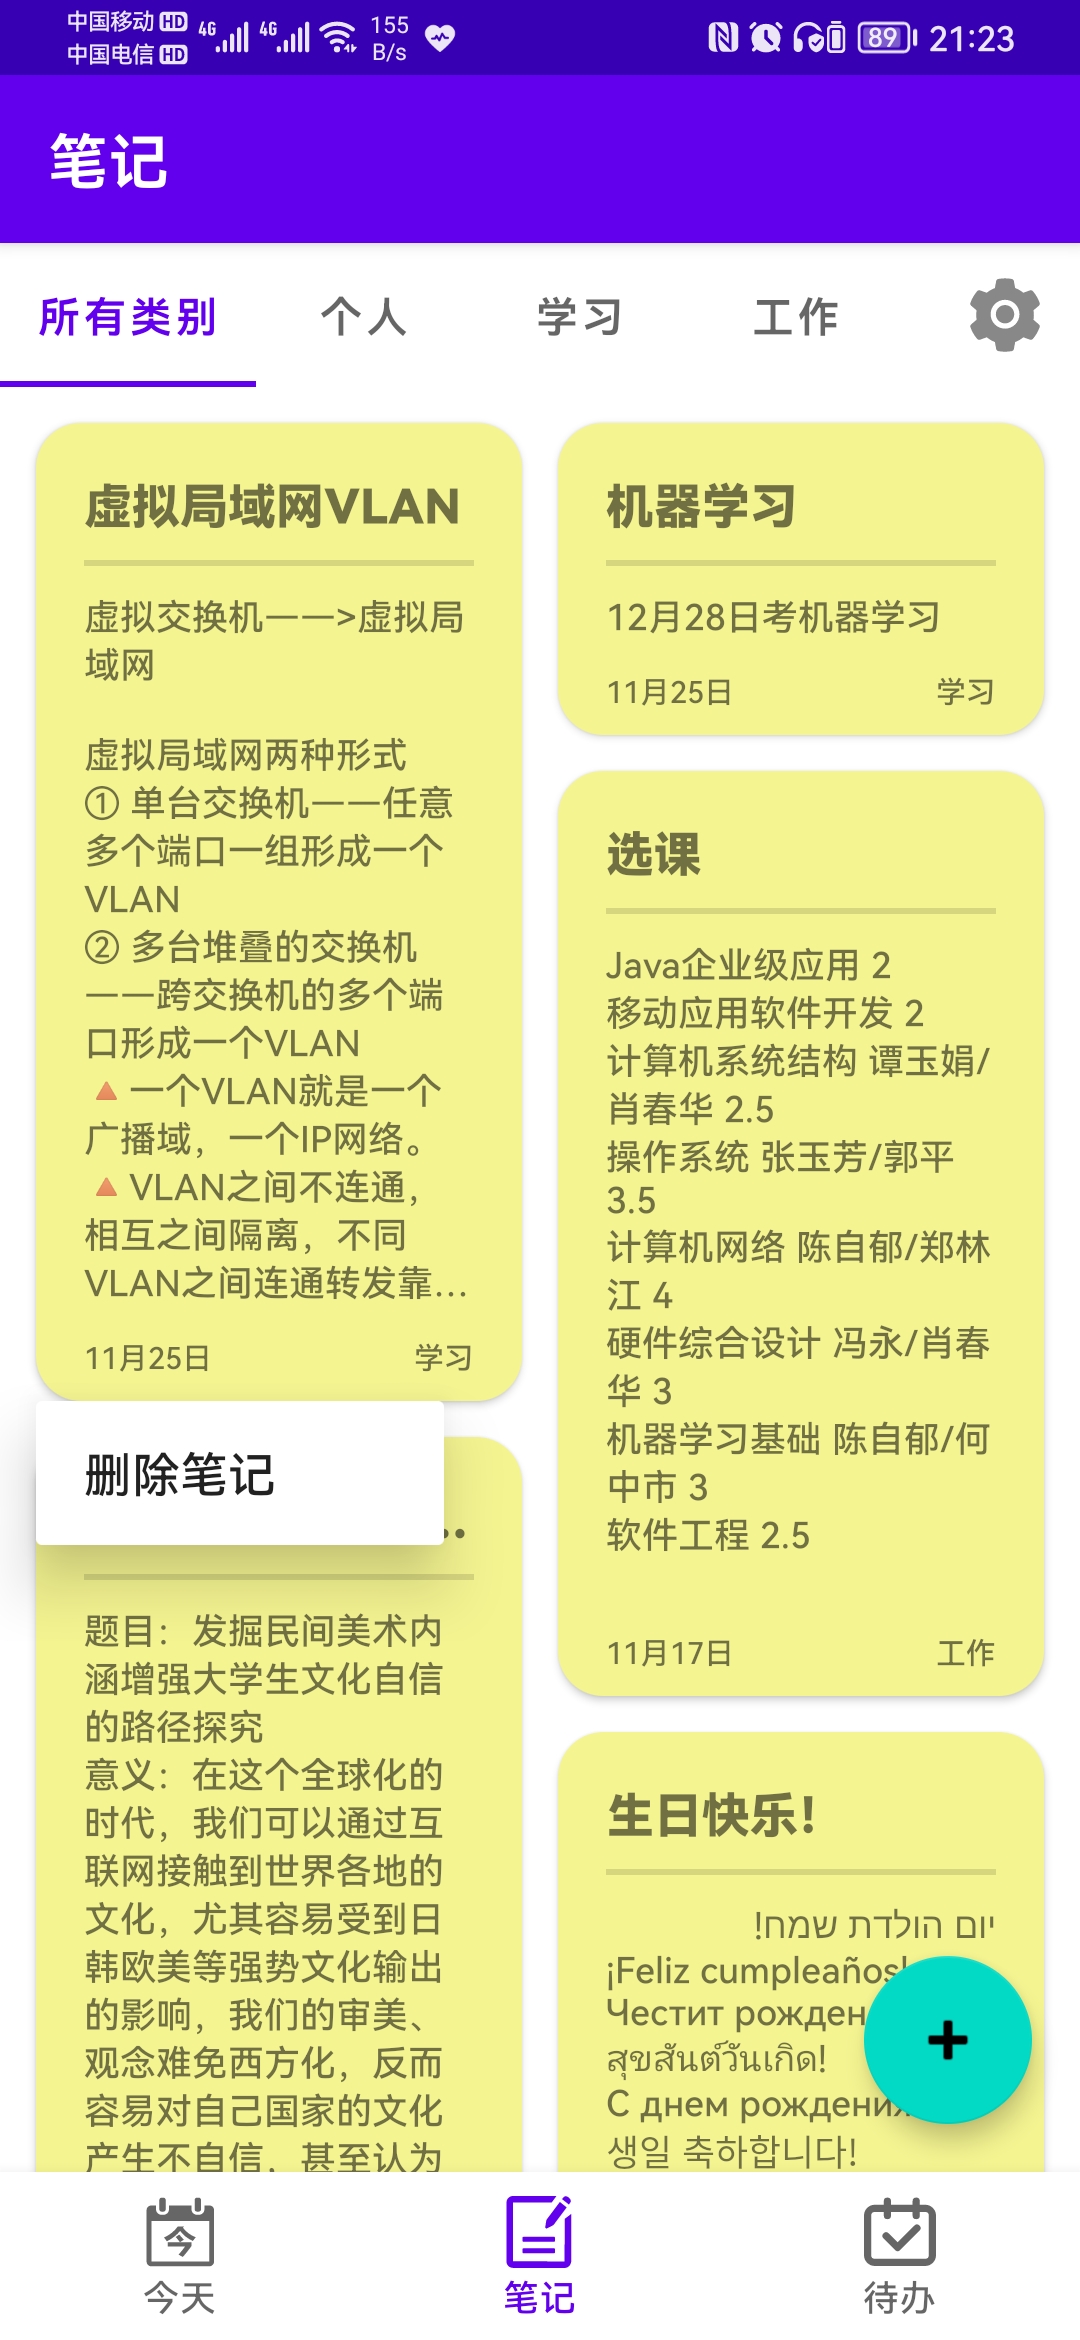 中国移动 HD 4G 4G 155 B/s 89 21:23
中国电信 HD
笔记
所有类别 个人 学习 工作
虚拟局域网VLAN
虚拟交换机——>虚拟局
域网
虚拟局域网两种形式
① 单台交换机——任意
多个端口一组形成一个
VLAN
② 多台堆叠的交换机
——跨交换机的多个端
口形成一个VLAN
🔺一个VLAN就是一个
广播域，一个IP网络。
🔺VLAN之间不连通，
相互之间隔离，不同
VLAN之间连通转发靠...
11月25日 学习
删除笔记
..
题目：发掘民间美术内
涵增强大学生文化自信
的路径探究
意义：在这个全球化的
时代，我们可以通过互
联网接触到世界各地的
文化，尤其容易受到日
韩欧美等强势文化输出
的影响，我们的审美、
观念难免西方化，反而
容易对自己国家的文化
产生不自信，甚至认为
机器学习
12月28日考机器学习
11月25日 学习
选课
Java企业级应用 2
移动应用软件开发 2
计算机系统结构 谭玉娟/
肖春华 2.5
操作系统 张玉芳/郭平
3.5
计算机网络 陈自郁/郑林
江 4
硬件综合设计 冯永/肖春
华 3
机器学习基础 陈自郁/何
中市 3
软件工程 2.5
11月17日 工作
生日快乐!
יום הולדת שמח!
¡Feliz cumpleaños!
Честит рожден
สุขสันต์วันเกิด!
С днем рождения
생일 축하합니다!
今
今天 笔记 待办